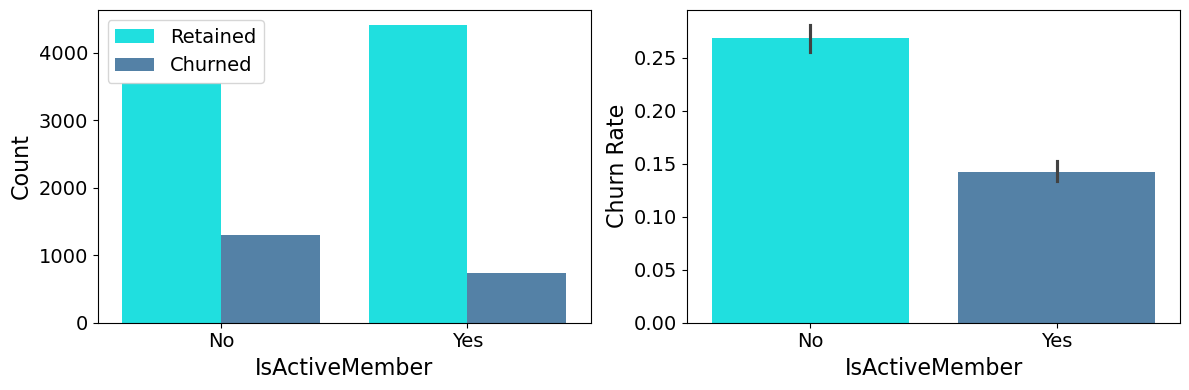 4000
3000
2000
1000
0
Count
Retained
Churned
No Yes
IsActiveMember
0.25
0.20
0.15
0.10
0.05
0.00
Churn Rate
No Yes
IsActiveMember